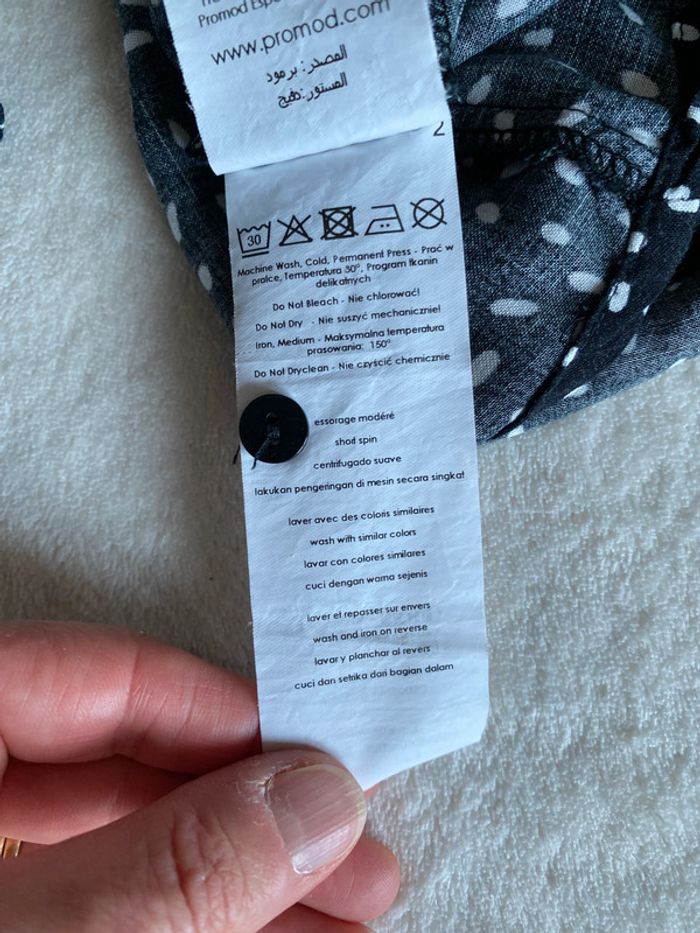 Promod
www.promod.com
المصدر: برمود
المستور: هيج
2
30
Machine Wash, Cold, Permanent Press - Prać w
pralce, Temperatura 30°, Program tkanin
delikatnych
Do Not Bleach - Nie chlorować!
Do Not Dry - Nie suszyć mechanicznie!
Iron, Medium - Maksymalna temperatura
prasowania: 150°
Do Not Dryclean - Nie czyścić chemicznie
essorage modéré
short spin
centrifugado suave
lakukan pengeringan di mesin secara singkat
laver avec des coloris similaires
wash with similar colors
lavar con colores similares
cuci dengan warna sejenis
laver et repasser sur envers
wash and iron on reverse
lavar y planchar al revers
cuci dan setrika dari bagian dalam